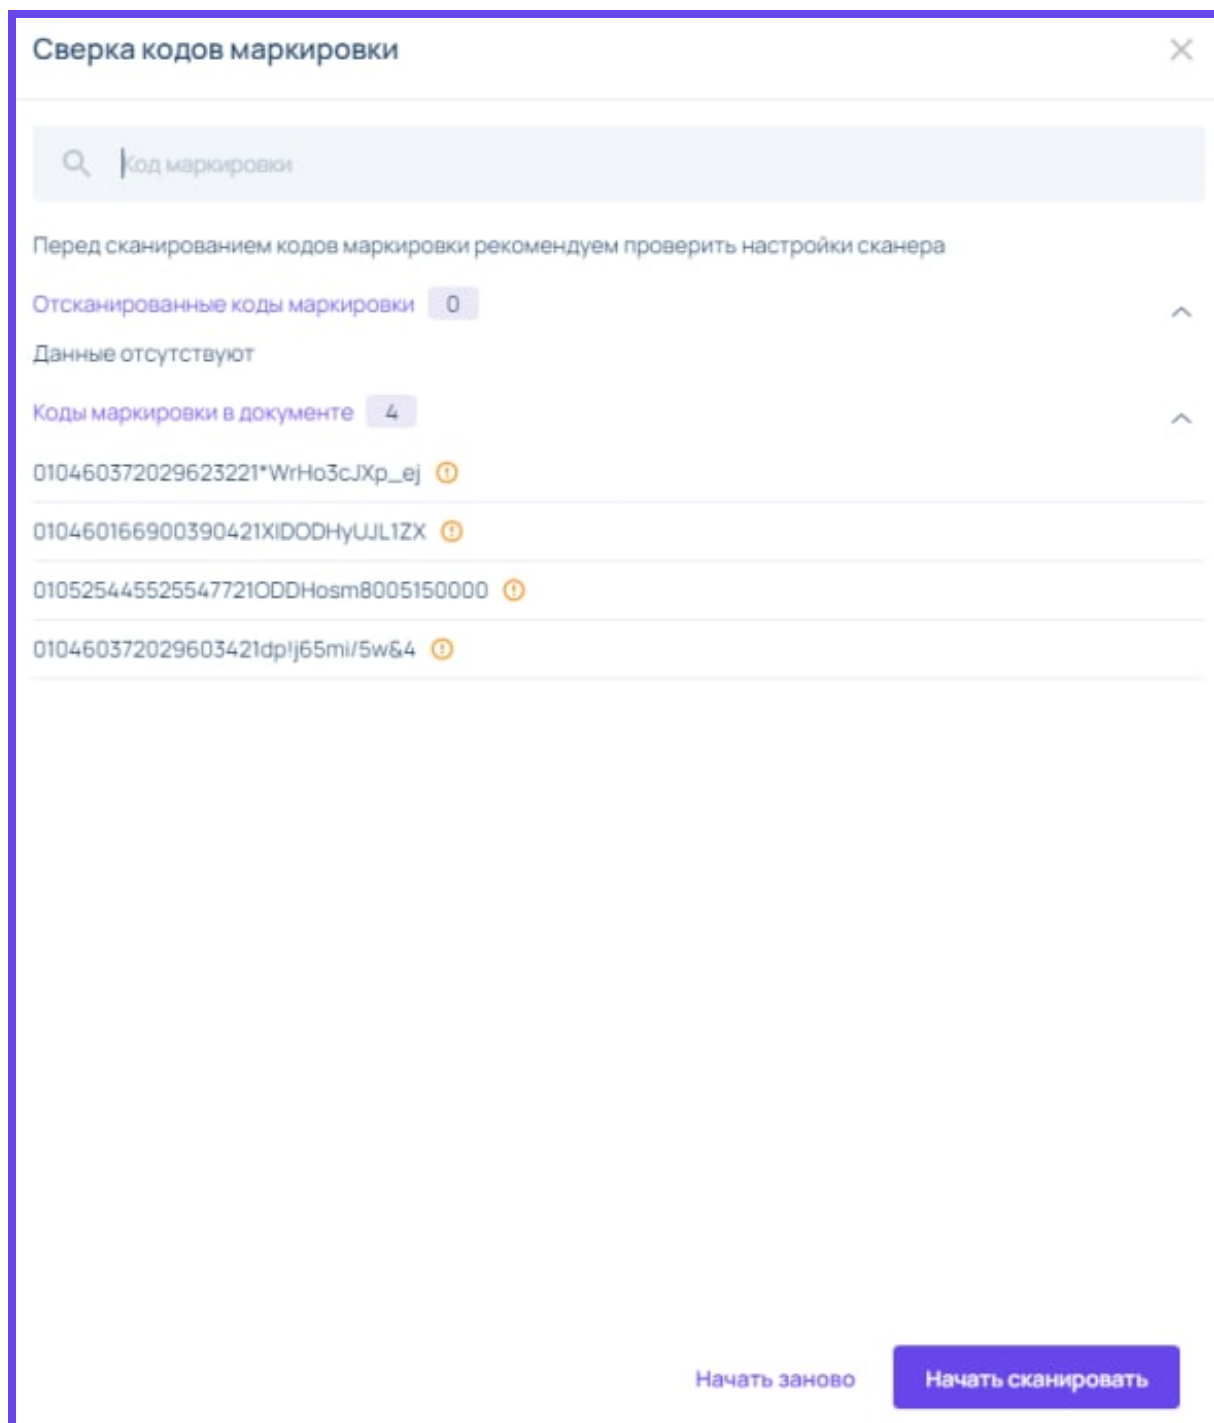 Сверка кодов маркировки
Код маркировки
Перед сканированием кодов маркировки рекомендуем проверить настройки сканера
Отсканированные коды маркировки 0
Данные отсутствуют
Коды маркировки в документе 4
010460372029623221*WrHo3cJXp_ej
010460166900390421XIDODHyUJL1ZX
010525445525547721ODDHosm8005150000
010460372029603421dp!j65mi/5w&4
Начать заново
Начать сканировать